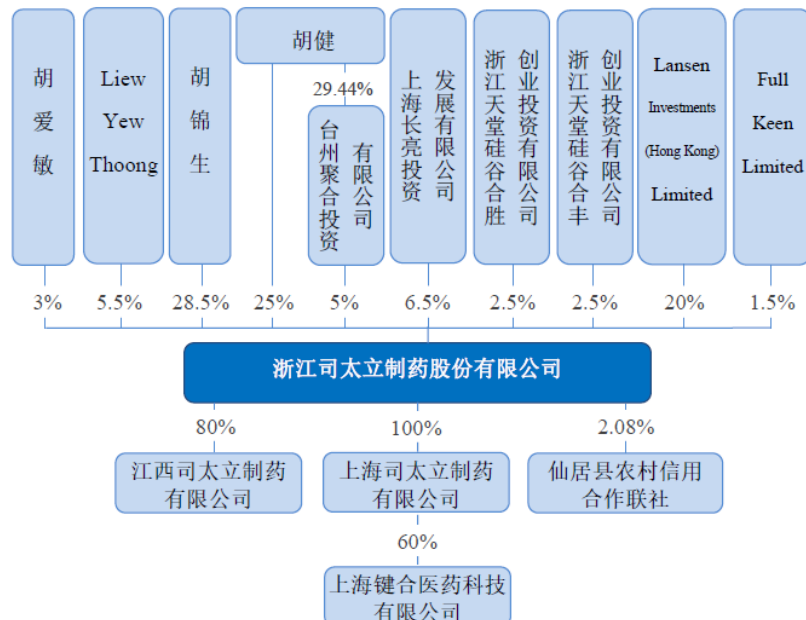 胡爱敏
Liew
Yew
Thoong
胡锦生
胡健
29.44%
台州聚合投资
有限公司
上海长亮投资
发展有限公司
浙江天堂硅谷合胜
创业投资有限公司
浙江天堂硅谷合丰
创业投资有限公司
Lansen
Investments
(Hong Kong)
Limited
Full
Keen
Limited
3%
5.5%
28.5%
25%
5%
6.5%
2.5%
2.5%
20%
1.5%
浙江司太立制药股份有限公司
80%
100%
2.08%
江西司太立制药
有限公司
上海司太立制药
有限公司
仙居县农村信用
合作联社
60%
上海键合医药科技
有限公司